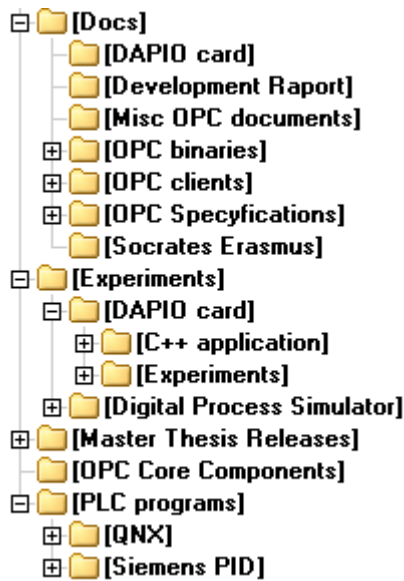 [Docs]
[DAPIO card]
[Development Raport]
[Misc OPC documents]
[OPC binaries]
[OPC clients]
[OPC Specyfications]
[Socrates Erasmus]
[Experiments]
[DAPIO card]
[C++ application]
[Experiments]
[Digital Process Simulator]
[Master Thesis Releases]
[OPC Core Components]
[PLC programs]
[QNX]
[Siemens PID]